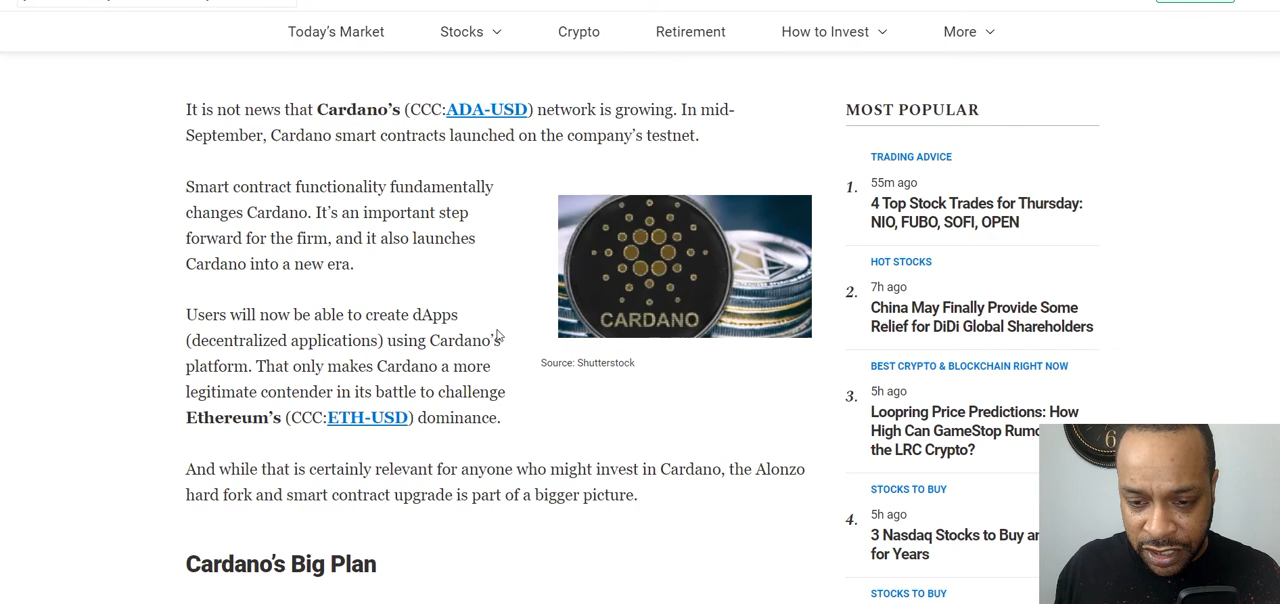 Today's Market
Stocks
Crypto
Retirement
How to Invest
More
It is not news that Cardano's (CCC:ADA-USD) network is growing. In mid-
September, Cardano smart contracts launched on the company's testnet.
Smart contract functionality fundamentally
changes Cardano. It's an important step
forward for the firm, and it also launches
Cardano into a new era.
Users will now be able to create dApps
(decentralized applications) using Cardano's
platform. That only makes Cardano a more
legitimate contender in its battle to challenge
Ethereum's (CCC:ETH-USD) dominance.
CARDANO
Source: Shutterstock
And while that is certainly relevant for anyone who might invest in Cardano, the Alonzo
hard fork and smart contract upgrade is part of a bigger picture.
Cardano's Big Plan
MOST POPULAR
TRADING ADVICE
1.
55m ago
4 Top Stock Trades for Thursday:
NIO, FUBO, SOFI, OPEN
HOT STOCKS
2.
7h ago
China May Finally Provide Some
Relief for DiDi Global Shareholders
BEST CRYPTO & BLOCKCHAIN RIGHT NOW
3.
5h ago
Loopring Price Predictions: How
High Can GameStop
the LRC Crypto?
STOCKS TO BUY
4.
5h ago
3 Nasdaq Stocks to Buy
for Years
STOCKS TO BUY
6